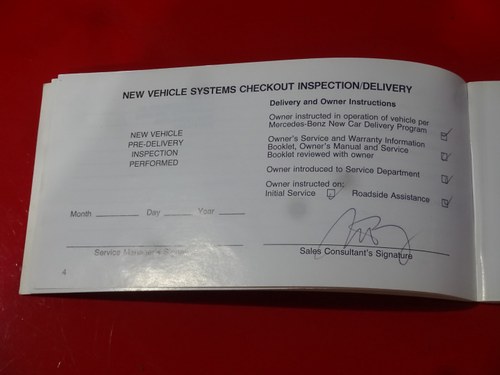 NEW VEHICLE SYSTEMS CHECKOUT INSPECTION/DELIVERY
NEW VEHICLE
PRE-DELIVERY
INSPECTION
PERFORMED
Month Day Year
Service Manager's
4
Delivery and Owner Instructions
Owner instructed in operation of vehicle per
Mercedes-Benz New Car Delivery Program
Owner's Service and Warranty Information
Booklet, Owner's Manual and Service
Booklet reviewed with owner
Owner introduced to Service Department
Owner instructed on:
Initial Service Roadside Assistance
Sales Consultant's Signature